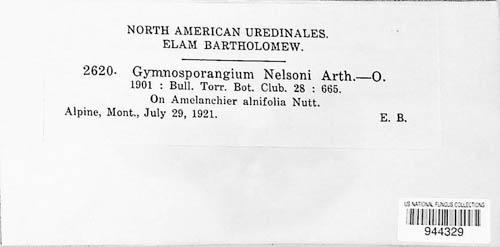 NORTH AMERICAN UREDINALES.
ELAM BARTHOLOMEW.
2620. Gymnosporangium Nelsoni Arth.—O.
1901 : Bull. Torr. Bot. Club. 28 : 665.
On Amelanchier alnifolia Nutt.
Alpine, Mont., July 29, 1921. E. B.
US NATIONAL FUNGUS COLLECTIONS
944329